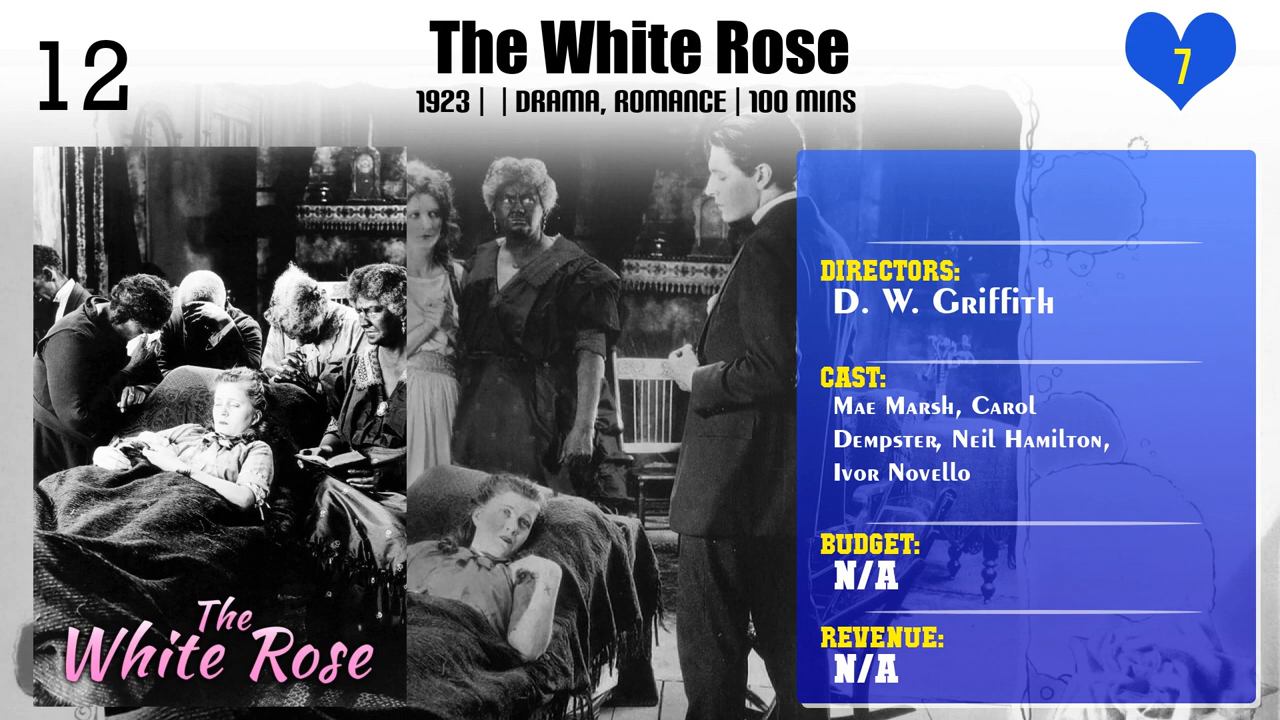 12
The White Rose
1923 | | DRAMA, ROMANCE | 100 MINS
7
The
White Rose
DIRECTORS:
D. W. Griffith
CAST:
Mae Marsh, Carol
Dempster, Neil Hamilton,
Ivor Novello
BUDGET:
N/A
REVENUE:
N/A